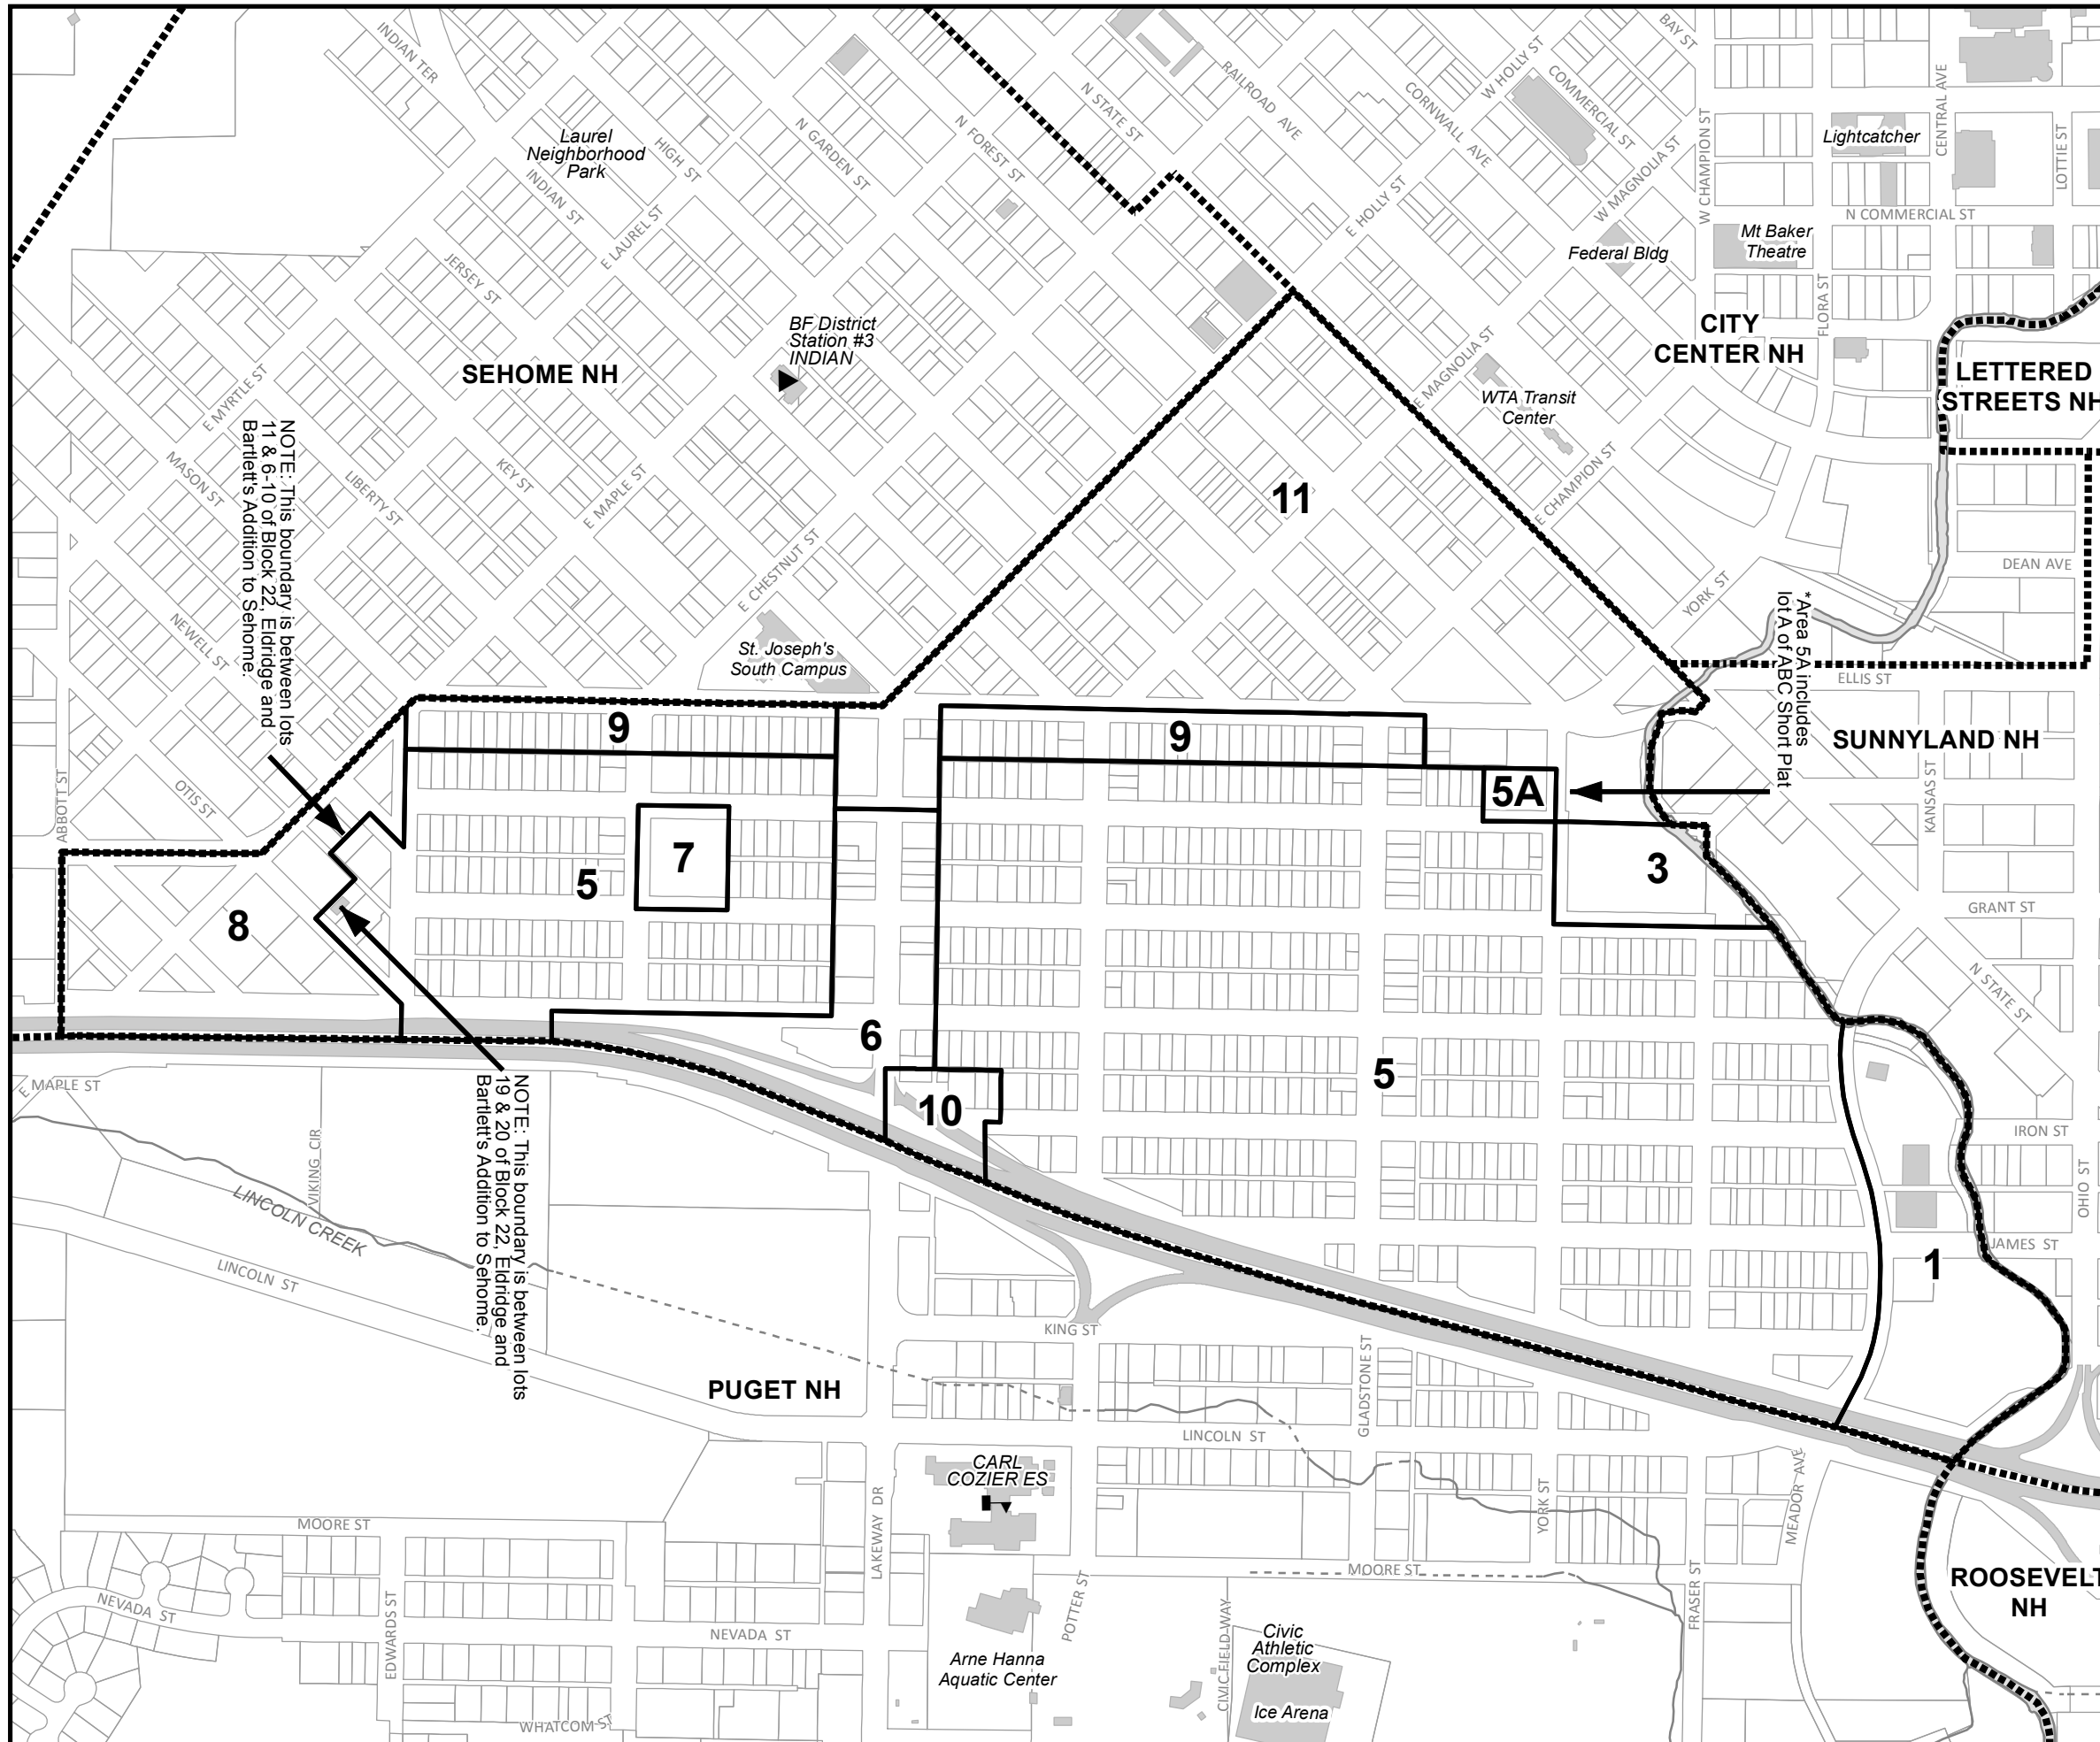 INDIAN TER
Laurel
Neighborhood
Park
HIGH ST
INDIAN ST
N GARDEN ST
N FOREST ST
N STATE ST
RAILROAD AVE
CORNWALL AVE
W HOLLY ST
COMMERCIAL ST
BAY ST
W MAGNOLIA ST
W CHAMPION ST
Lightcatcher
CENTRAL AVE
LOTTIE ST
N COMMERCIAL ST
Mt Baker
Theatre
Federal Bldg
E HOLLY ST
E LAUREL ST
JERSEY ST
FLORA ST
CITY
CENTER NH
LETTERED
STREETS NH
BF District
Station #3
INDIAN
SEHOME NH
E MAGNOLIA ST
WTA Transit
Center
E MYRTLE ST
MASON ST
LIBERTY ST
KEY ST
E MAPLE ST
E CHESTNUT ST
11
E CHAMPION ST
YORK ST
DEAN AVE
NOTE: This boundary is between lots
11 & 6-10 of Block 22, Eldridge and
Bartlett's Addition to Sehome.
NEWELL ST
St. Joseph's
South Campus
*Area 5A includes
lot A of ABC Short Plat
ELLIS ST
SUNNYLAND NH
9
9
5A
KANSAS ST
ABBOTT ST
OTIS ST
7
5
3
8
GRANT ST
N STATE ST
6
5
10
NOTE: This boundary is between lots
19 & 20 of Block 22, Eldridge and
Bartlett's Addition to Sehome.
E MAPLE ST
VIKING CIR
LINCOLN CREEK
LINCOLN ST
IRON ST
OHIO ST
JAMES ST
1
KING ST
GLADSTONE ST
PUGET NH
LINCOLN ST
CARL
COZIER ES
LAKEWAY DR
YORK ST
MEADOR AVE
MOORE ST
MOORE ST
NEVADA ST
EDWARDS ST
NEVADA ST
POTTER ST
CIVIC FIELD WAY
FRASER ST
ROOSEVELT
NH
Arne Hanna
Aquatic Center
Civic
Athletic
Complex
Ice Arena
WHATCOM ST